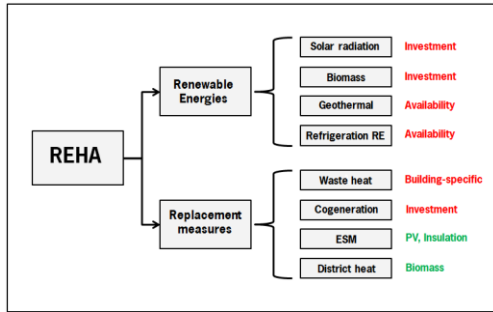 REHA
Renewable
Energies
Solar radiation Investment
Biomass Investment
Geothermal Availability
Refrigeration RE Availability
Replacement
measures
Waste heat Building-specific
Cogeneration Investment
ESM PV, Insulation
District heat Biomass